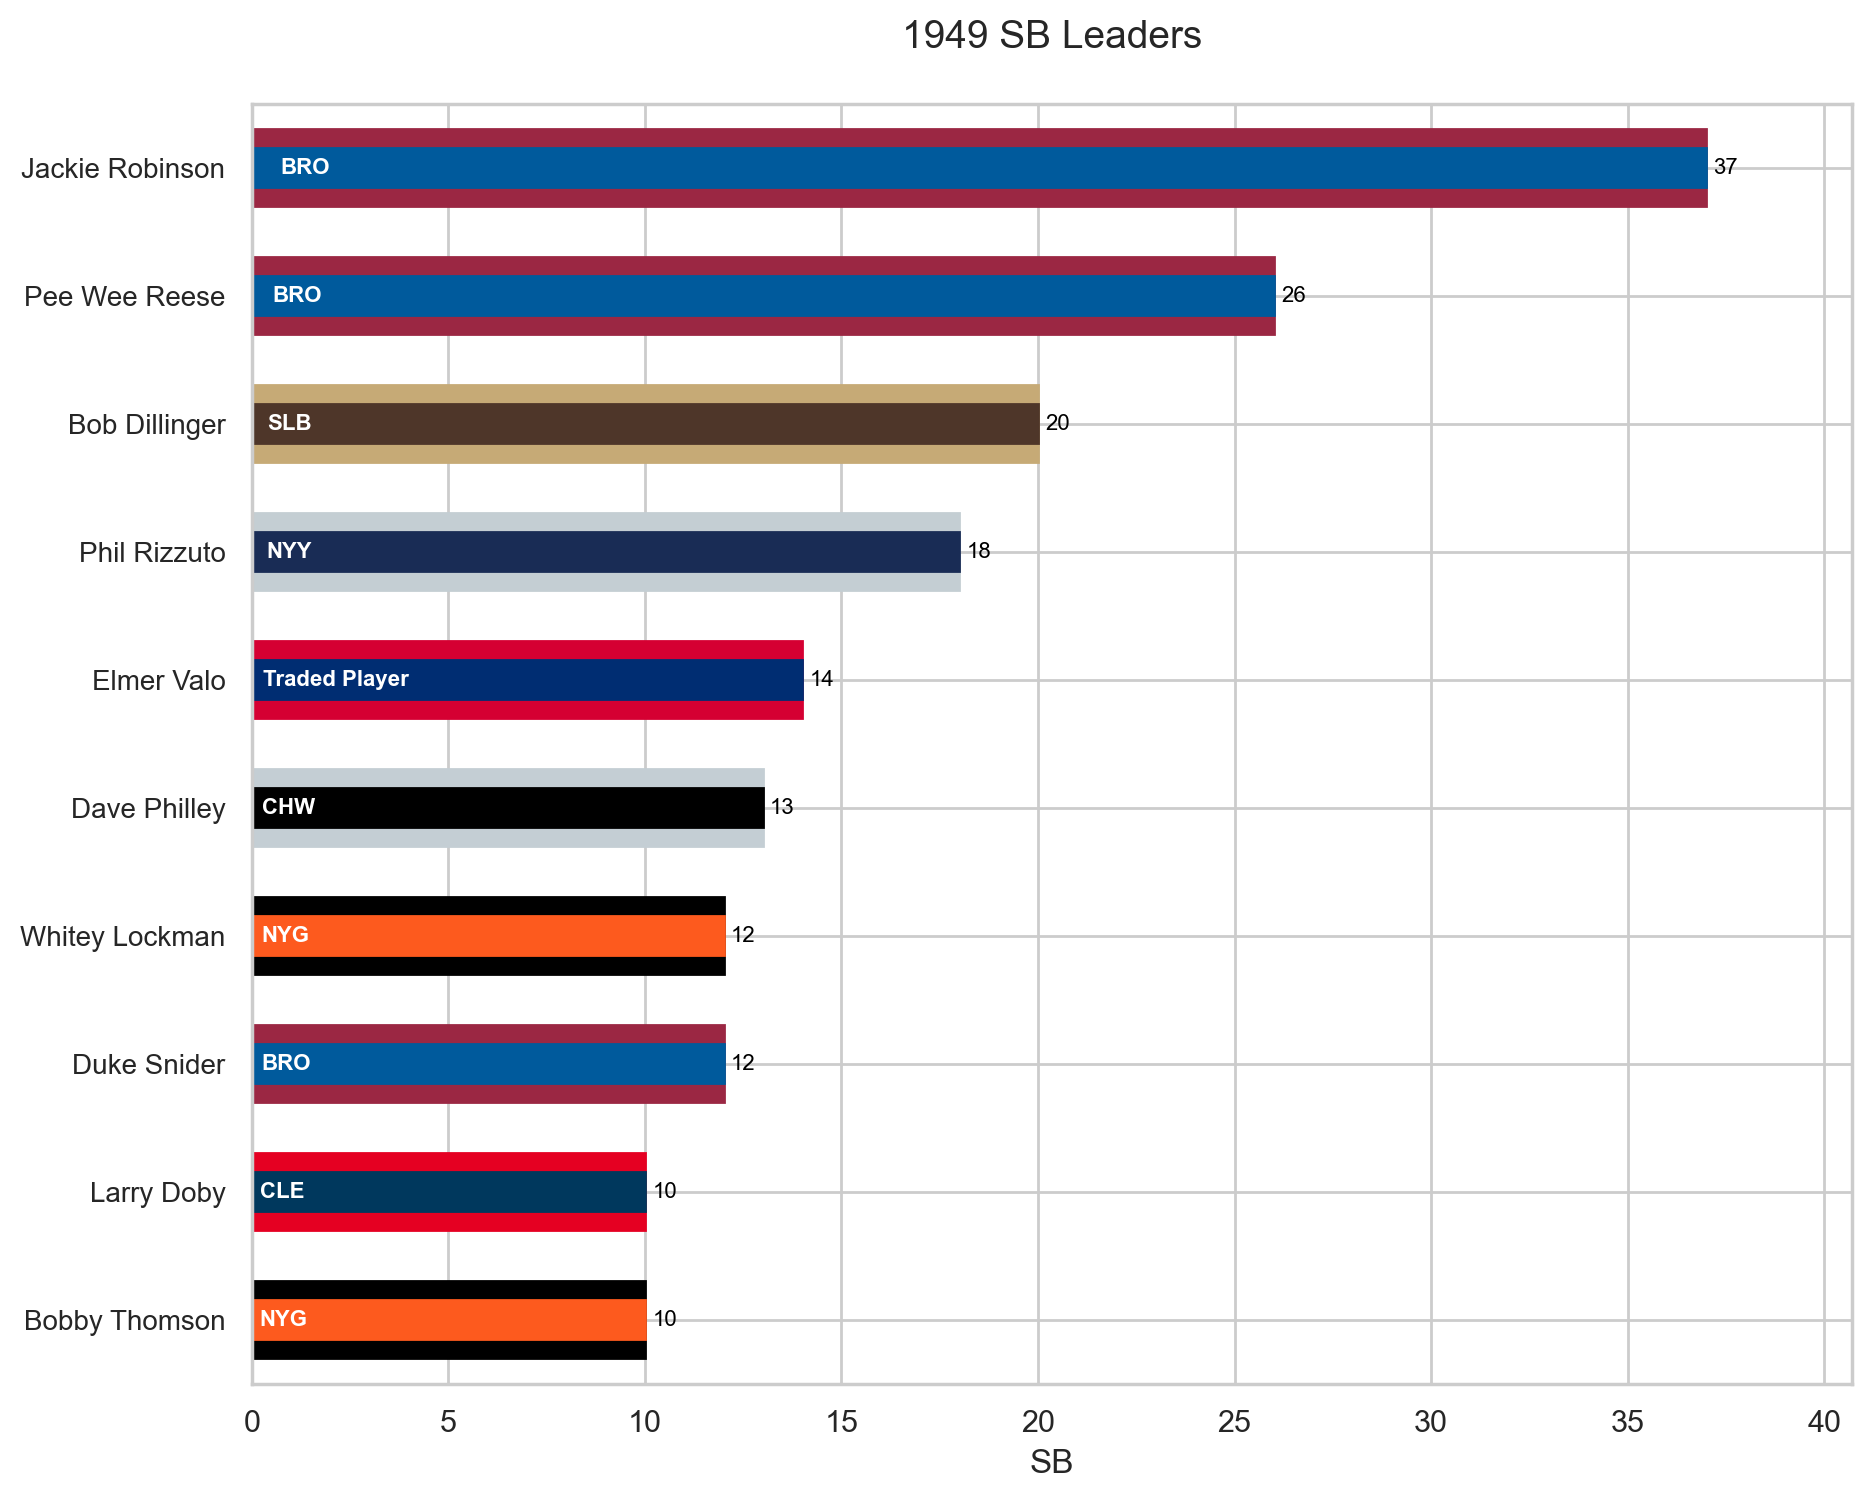 1949 SB Leaders
Jackie Robinson BRO 37
Pee Wee Reese BRO 26
Bob Dillinger SLB 20
Phil Rizzuto NYY 18
Elmer Valo Traded Player 14
Dave Philley CHW 13
Whitey Lockman NYG 12
Duke Snider BRO 12
Larry Doby CLE 10
Bobby Thomson NYG 10
0 5 10 15 20 25 30 35 40
SB